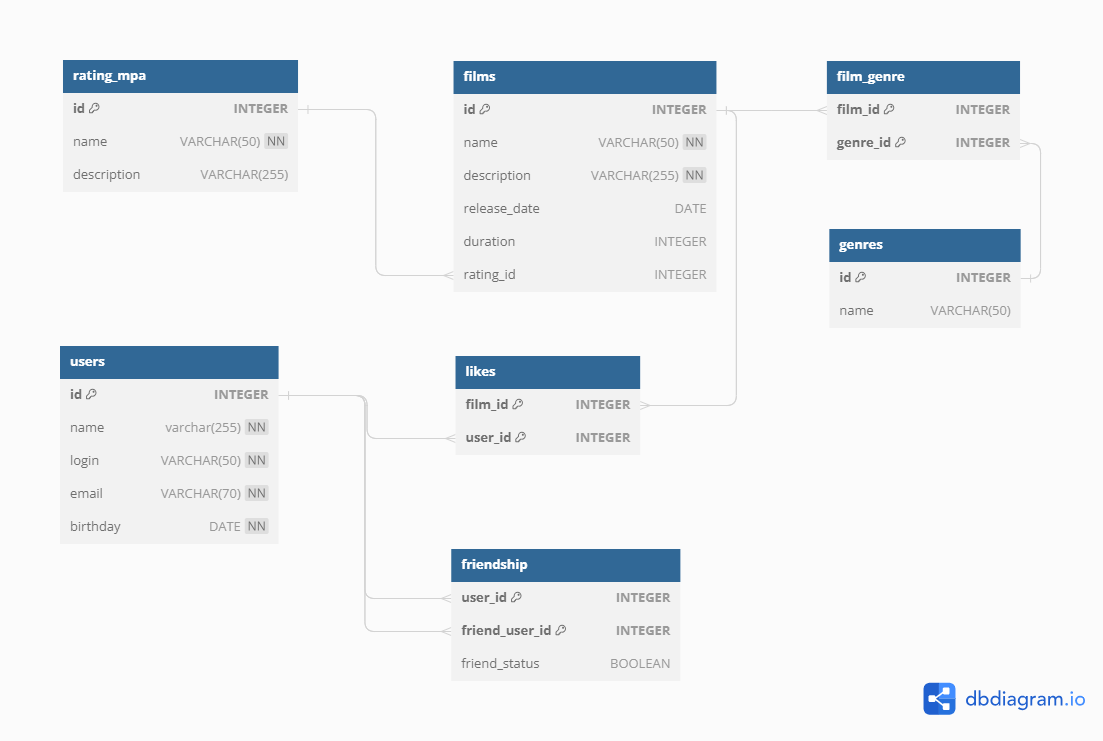 rating_mpa
id INTEGER
name VARCHAR(50) NN
description VARCHAR(255)
films
id INTEGER
name VARCHAR(50) NN
description VARCHAR(255) NN
release_date DATE
duration INTEGER
rating_id INTEGER
film_genre
film_id INTEGER
genre_id INTEGER
genres
id INTEGER
name VARCHAR(50)
users
id INTEGER
name varchar(255) NN
login VARCHAR(50) NN
email VARCHAR(70) NN
birthday DATE NN
likes
film_id INTEGER
user_id INTEGER
friendship
user_id INTEGER
friend_user_id INTEGER
friend_status BOOLEAN
dbdiagram.io